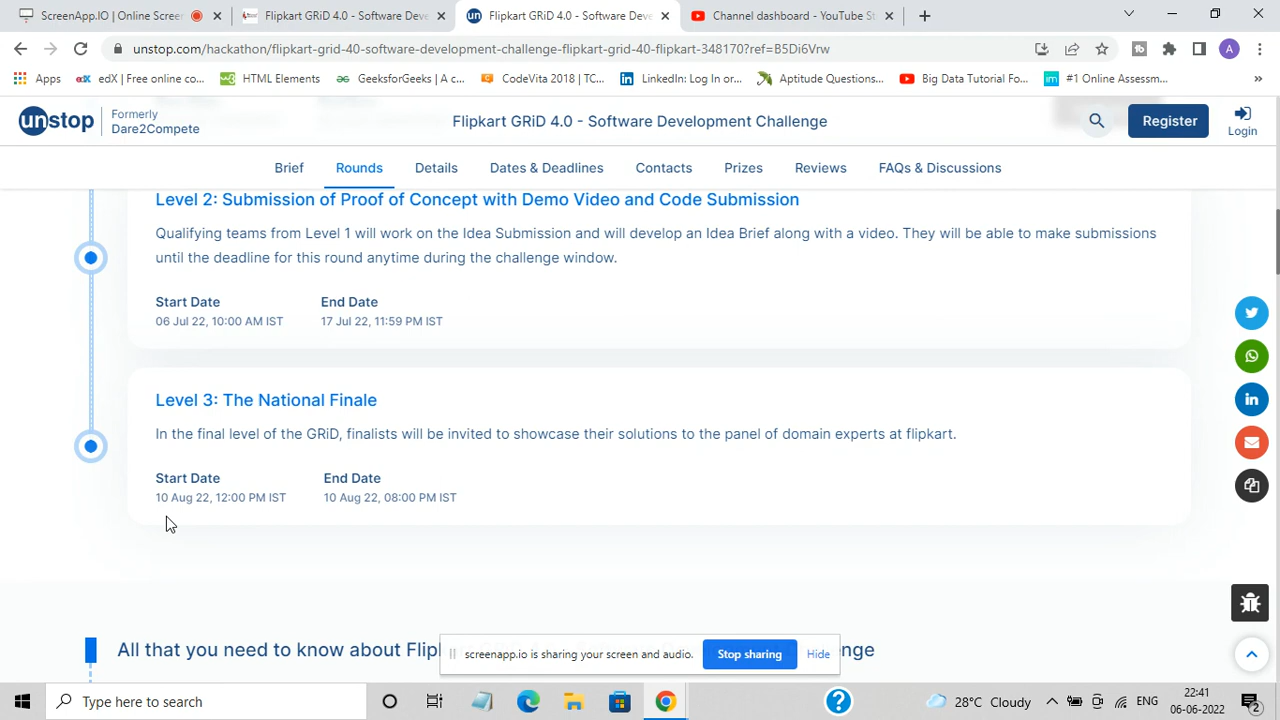 ScreenApp.IO | Online Screen
Flipkart GRiD 4.0 - Software Deve
Flipkart GRiD 4.0 - Software Deve
Channel dashboard - YouTube St
unstop.com/hackathon/flipkart-grid-40-software-development-challenge-flipkart-grid-40-flipkart-348170?ref=B5Di6Vrw
A
Apps
edX | Free online co...
HTML Elements
GeeksforGeeks | A c...
CodeVita 2018 | TC...
LinkedIn: Log In or...
Aptitude Questions...
Big Data Tutorial Fo...
#1 Online Assessm...
unstop
Formerly
Dare2Compete
Flipkart GRiD 4.0 - Software Development Challenge
Register
Login
Brief
Rounds
Details
Dates & Deadlines
Contacts
Prizes
Reviews
FAQs & Discussions
Level 2: Submission of Proof of Concept with Demo Video and Code Submission
Qualifying teams from Level 1 will work on the Idea Submission and will develop an Idea Brief along with a video. They will be able to make submissions
until the deadline for this round anytime during the challenge window.
Start Date
End Date
06 Jul 22, 10:00 AM IST
17 Jul 22, 11:59 PM IST
Level 3: The National Finale
In the final level of the GRiD, finalists will be invited to showcase their solutions to the panel of domain experts at flipkart.
Start Date
End Date
10 Aug 22, 12:00 PM IST
10 Aug 22, 08:00 PM IST
All that you need to know about Flip
enge
screenapp.io is sharing your screen and audio.
Stop sharing
Hide
Type here to search
28°C Cloudy
ENG
22:41
06-06-2022
2